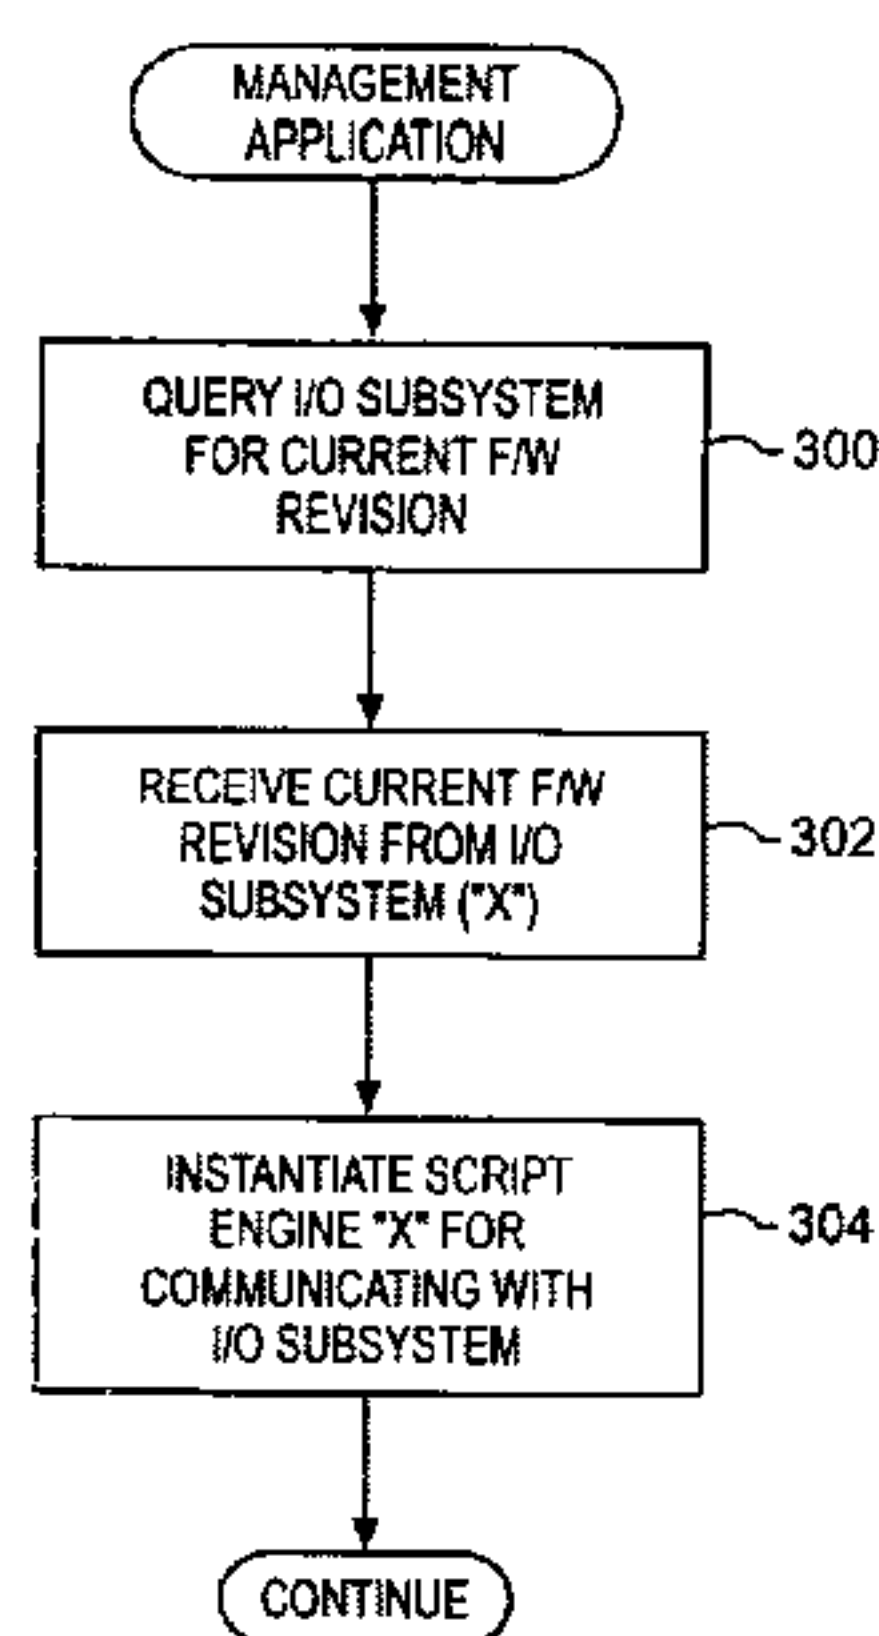 MANAGEMENT
APPLICATION
QUERY I/O SUBSYSTEM
FOR CURRENT F/W
REVISION
300
RECEIVE CURRENT F/W
REVISION FROM I/O
SUBSYSTEM ("X")
302
INSTANTIATE SCRIPT
ENGINE "X" FOR
COMMUNICATING WITH
I/O SUBSYSTEM
304
CONTINUE